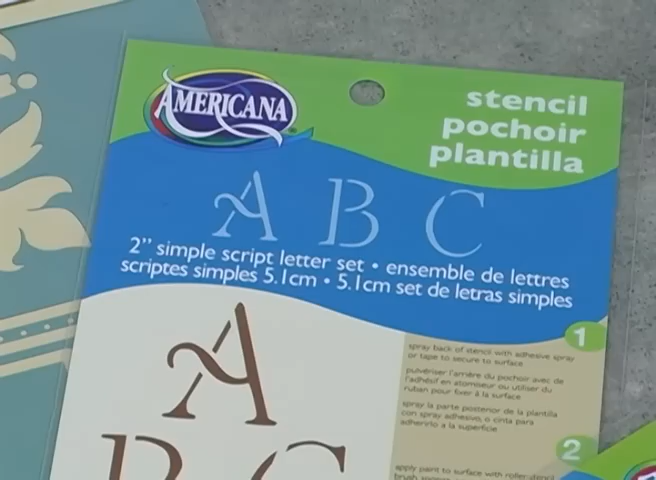 AMERICANA
stencil
pochoir
plantilla
A B C
2" simple script letter set • ensemble de lettres
scriptes simples 5.1cm • 5.1cm set de letras simples
A
B C
1
spray back of stencil with adhesive spray
or tape to secure to surface
pulvériser l'arrière du pochoir avec de
l'adhésif en atomiseur ou utiliser du
ruban pour fixer à la surface
spray la parte posterior de la plantilla
con spray adhesivo, o cinta para
adherirlo a la superficie
2
apply paint to surface with roller, stencil